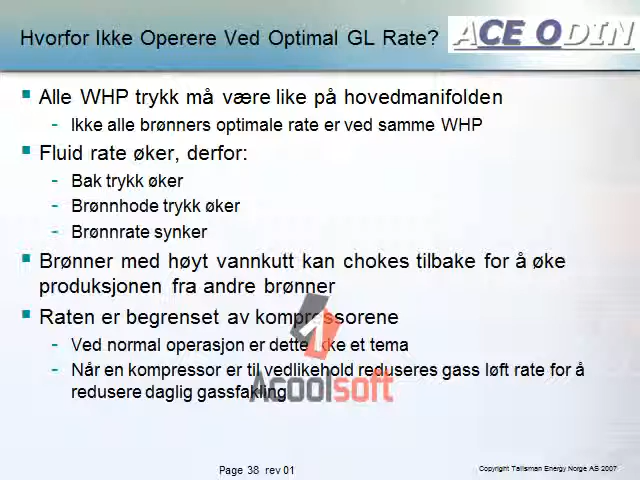 Hvorfor Ikke Operere Ved Optimal GL Rate?
ACE ODIN
Alle WHP trykk må være like på hovedmanifolden
- Ikke alle brønners optimale rate er ved samme WHP
Fluid rate øker, derfor:
- Bak trykk øker
- Brønnhode trykk øker
- Brønnrate synker
Brønner med høyt vannkutt kan chokes tilbake for å øke
produksjonen fra andre brønner
Raten er begrenset av kompressorene
- Ved normal operasjon er dette ikke et tema
- Når en kompressor er til vedlikehold reduseres gass løft rate for å
redusere daglig gassfakling
Acoolsoft
Page 38 rev 01
Copyright Talisman Energy Norge AS 2007